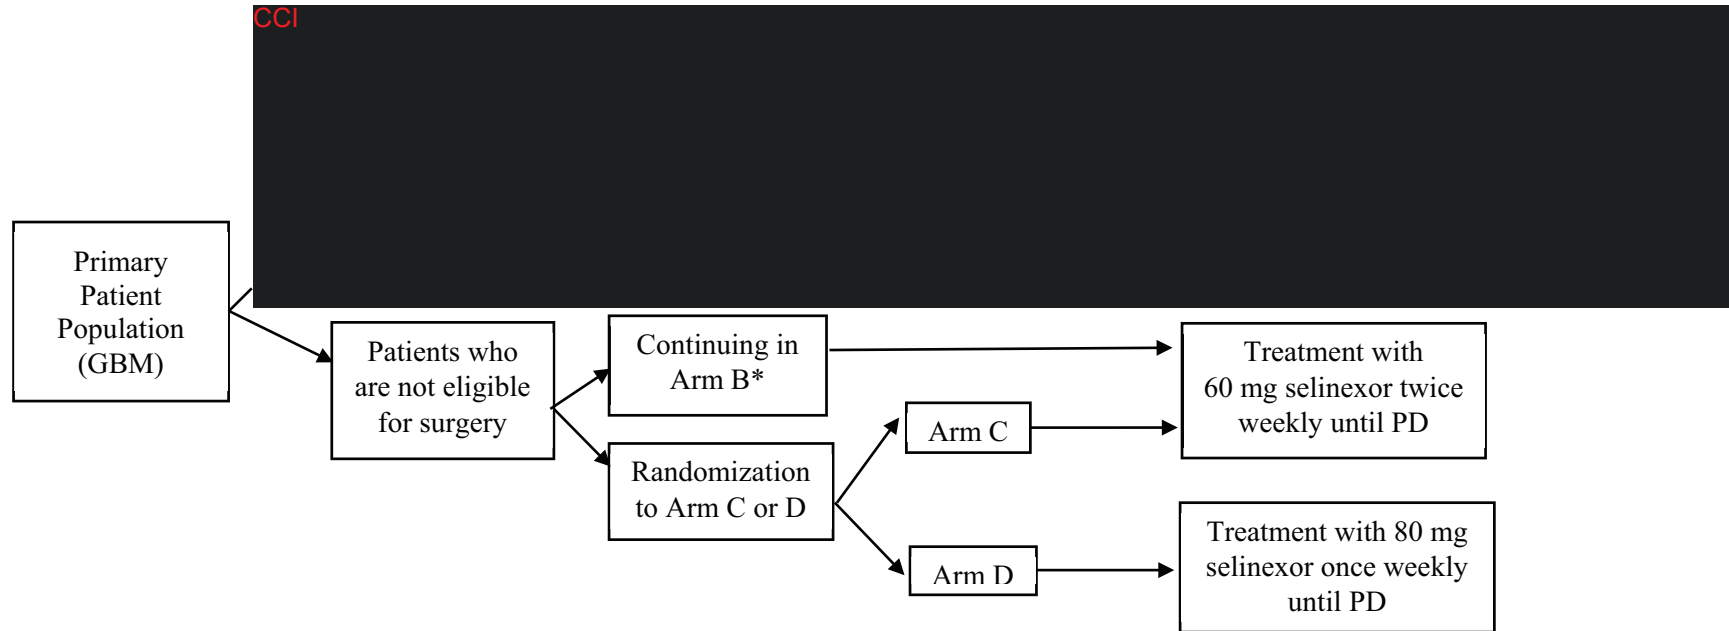 CCI
Primary
Patient
Population
(GBM)
Patients who
are not eligible
for surgery
Continuing in
Arm B*
Randomization
to Arm C or D
Arm C
Arm D
Treatment with
60 mg selinexor twice
weekly until PD
Treatment with 80 mg
selinexor once weekly
until PD